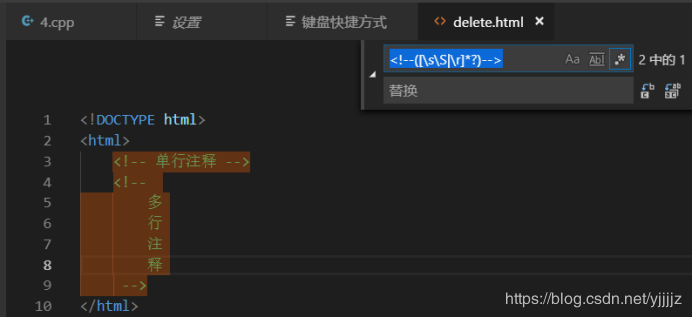 4.cpp 设置 键盘快捷方式 delete.html ×
<!--([\s\S|\r]*?)--> Aa Abl .* 2 中的 1
替换
1 <!DOCTYPE html>
2 <html>
3 <!-- 单行注释 -->
4 <!--
5 多
6 行
7 注
8 释
9 -->
10 </html>
https://blog.csdn.net/yjjjjz